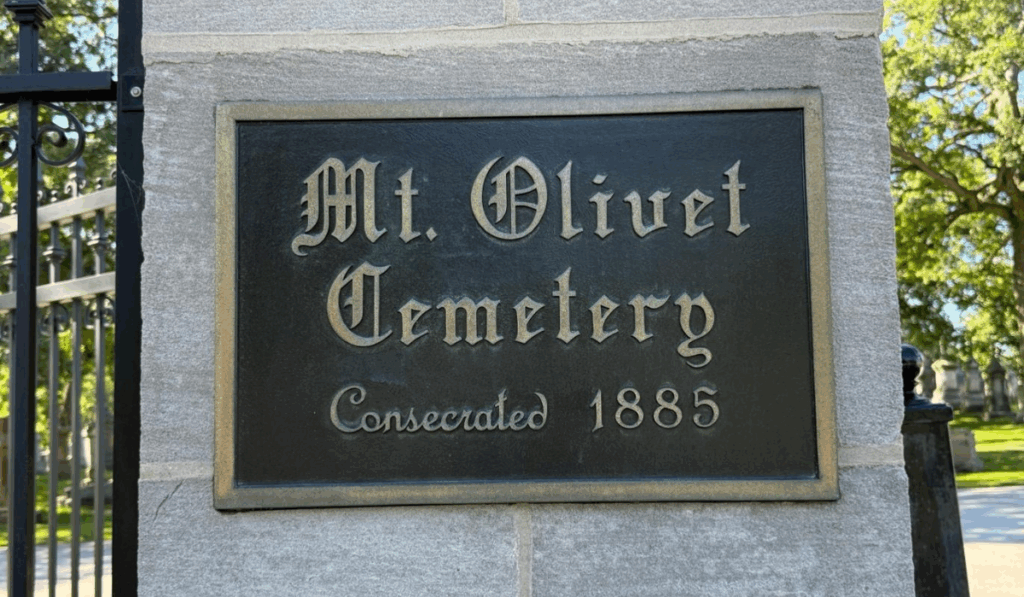 Mt. Olivet
Cemetery
Consecrated 1885